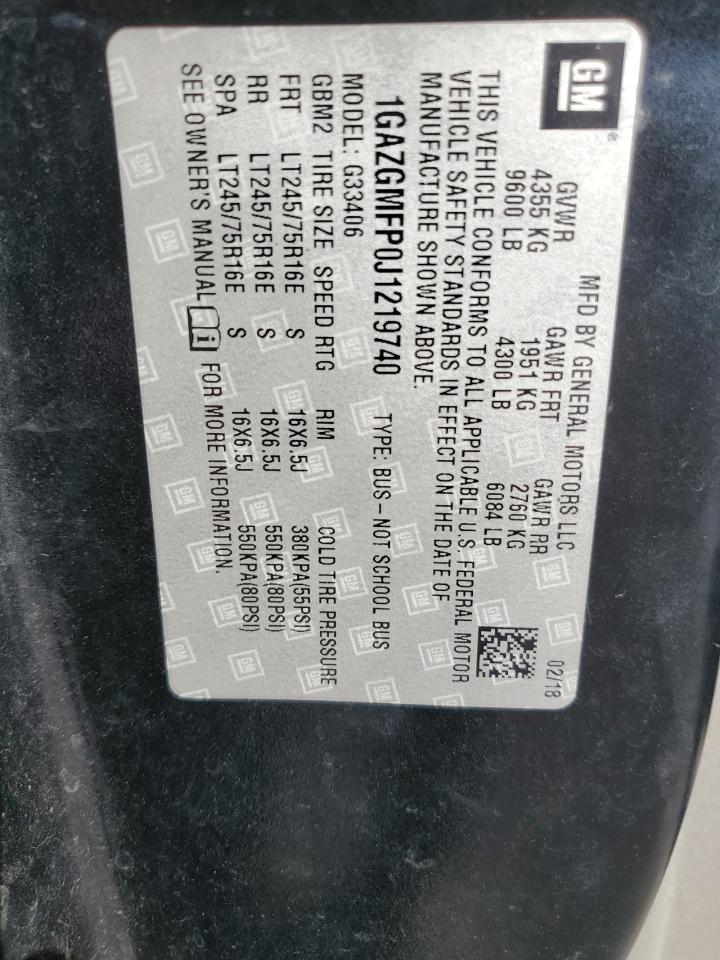 GM
MFD BY GENERAL MOTORS LLC 02/18
GVWR GAWR FRT GAWR RR
4355 KG 1951 KG 2760 KG
9600 LB 4300 LB 6084 LB
THIS VEHICLE CONFORMS TO ALL APPLICABLE U.S. FEDERAL MOTOR
VEHICLE SAFETY STANDARDS IN EFFECT ON THE DATE OF
MANUFACTURE SHOWN ABOVE.
1GAZGMFP0J1219740 TYPE: BUS-NOT SCHOOL BUS
MODEL: G33406
GBM2 TIRE SIZE SPEED RTG RIM COLD TIRE PRESSURE
FRT LT245/75R16E S 16X6.5J 380KPA(55PSI)
RR LT245/75R16E S 16X6.5J 550KPA(80PSI)
SPA LT245/75R16E S 16X6.5J 550KPA(80PSI)
SEE OWNER'S MANUAL i FOR MORE INFORMATION.